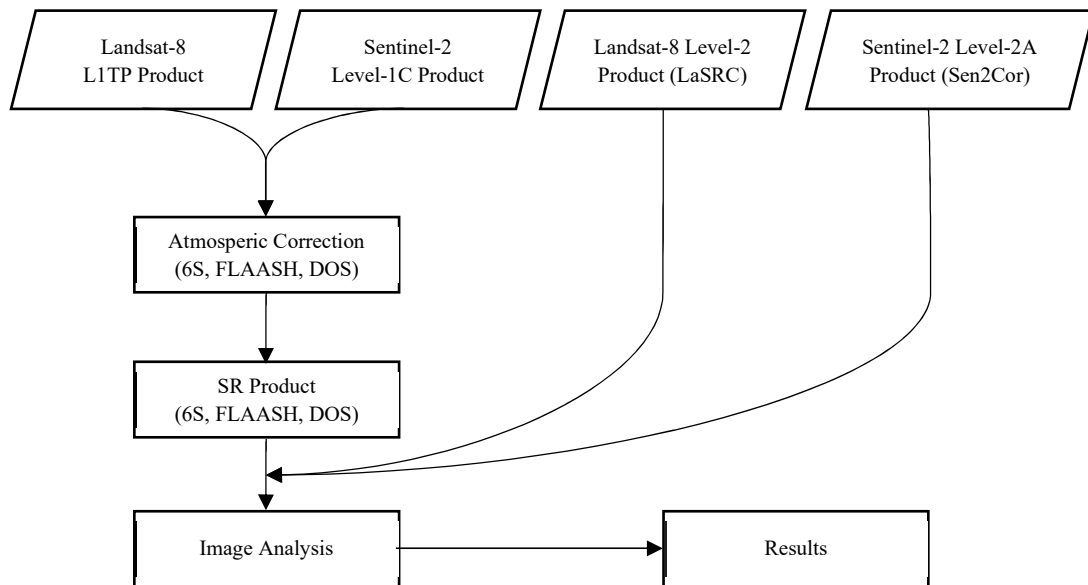 Landsat-8
L1TP Product
Sentinel-2
Level-1C Product
Landsat-8 Level-2
Product (LaSRC)
Sentinel-2 Level-2A
Product (Sen2Cor)
Atmosperic Correction
(6S, FLAASH, DOS)
SR Product
(6S, FLAASH, DOS)
Image Analysis
Results